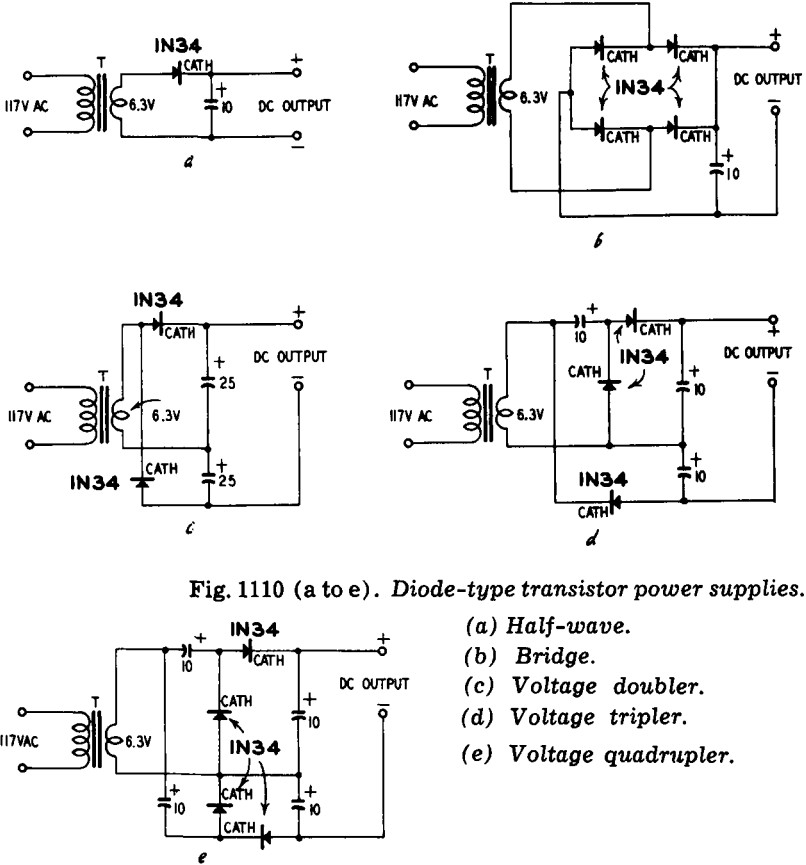 IN34
CATH
T
117V AC
6.3V
+
10
DC OUTPUT
+
−
a
T
117V AC
6.3V
CATH
CATH
IN34
CATH
CATH
+
10
+
DC OUTPUT
−
b
IN34
CATH
T
117V AC
6.3V
+
25
DC OUTPUT
+
−
IN34
CATH
+
25
c
T
117V AC
6.3V
10
+
CATH
IN34
CATH
+
10
+
DC OUTPUT
−
+
10
IN34
CATH
d
Fig. 1110 (a to e). Diode-type transistor power supplies.
(a) Half-wave.
(b) Bridge.
(c) Voltage doubler.
(d) Voltage tripler.
(e) Voltage quadrupler.
T
117VAC
6.3V
10
+
IN34
CATH
+
DC OUTPUT
−
CATH
+
10
IN34
+
10
CATH
+
10
CATH
e